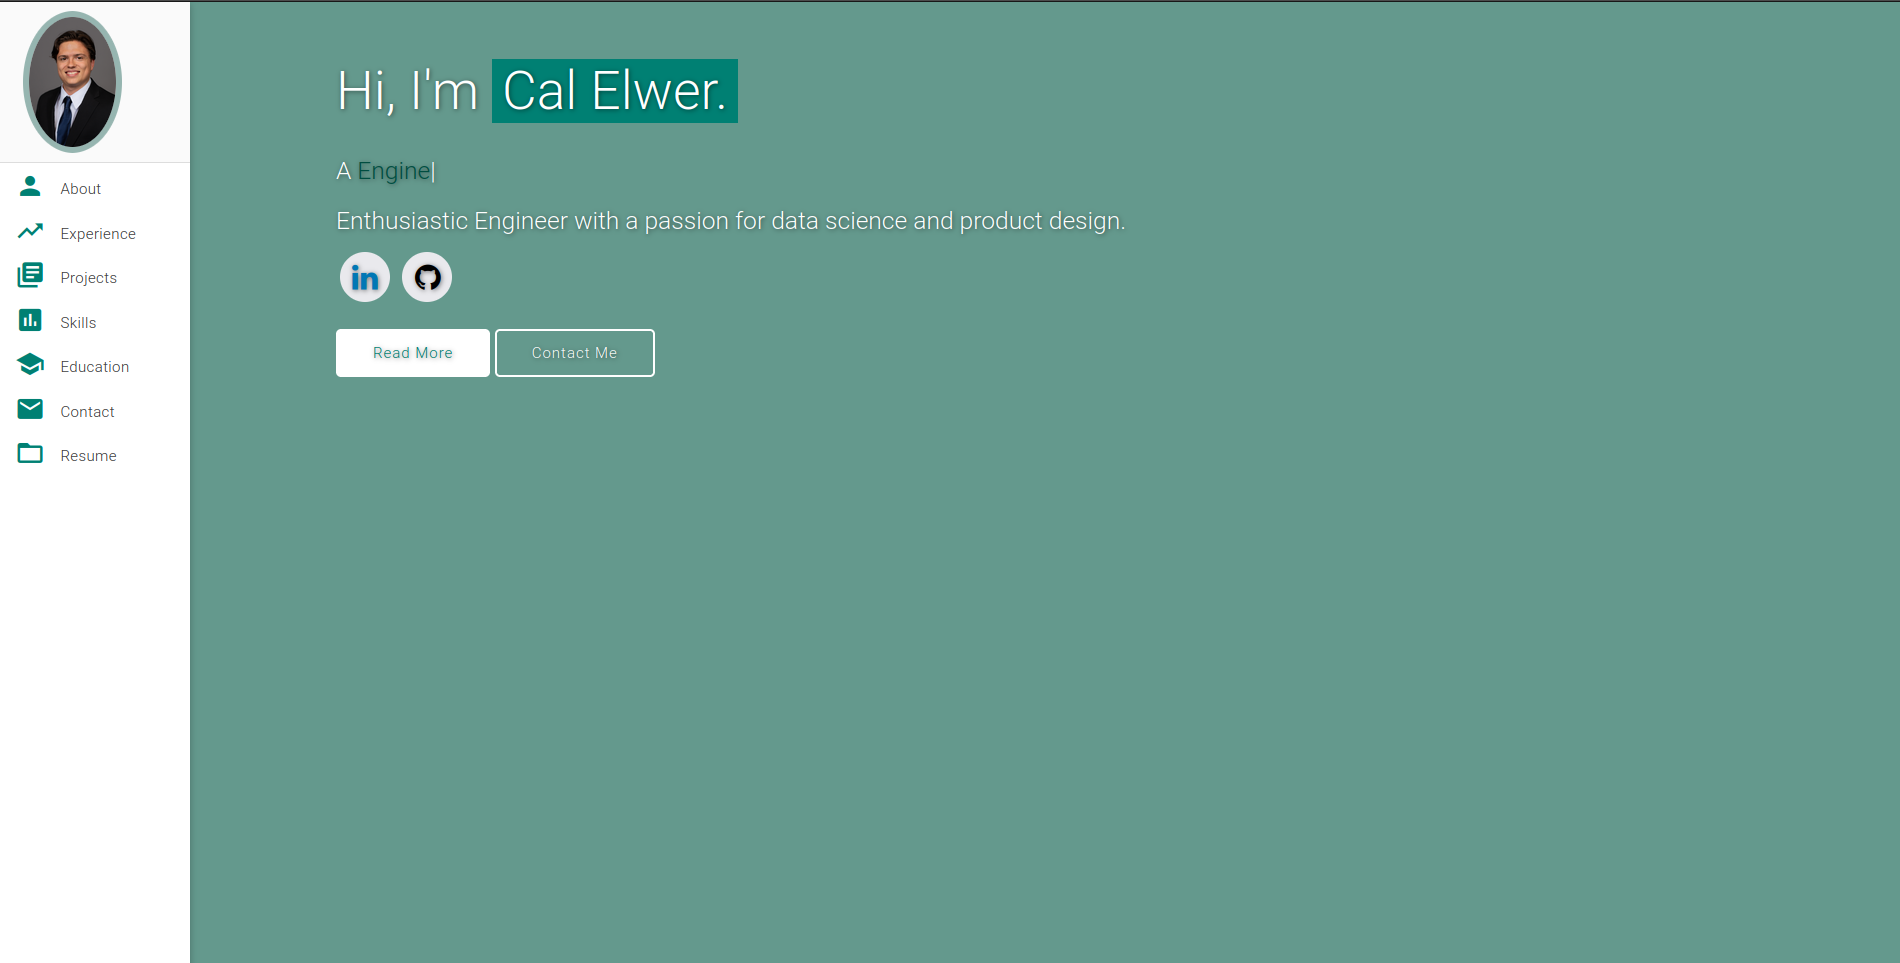 About
Experience
Projects
Skills
Education
Contact
Resume
Hi, I'm Cal Elwer.
A Engine|
Enthusiastic Engineer with a passion for data science and product design.
in
Read More
Contact Me